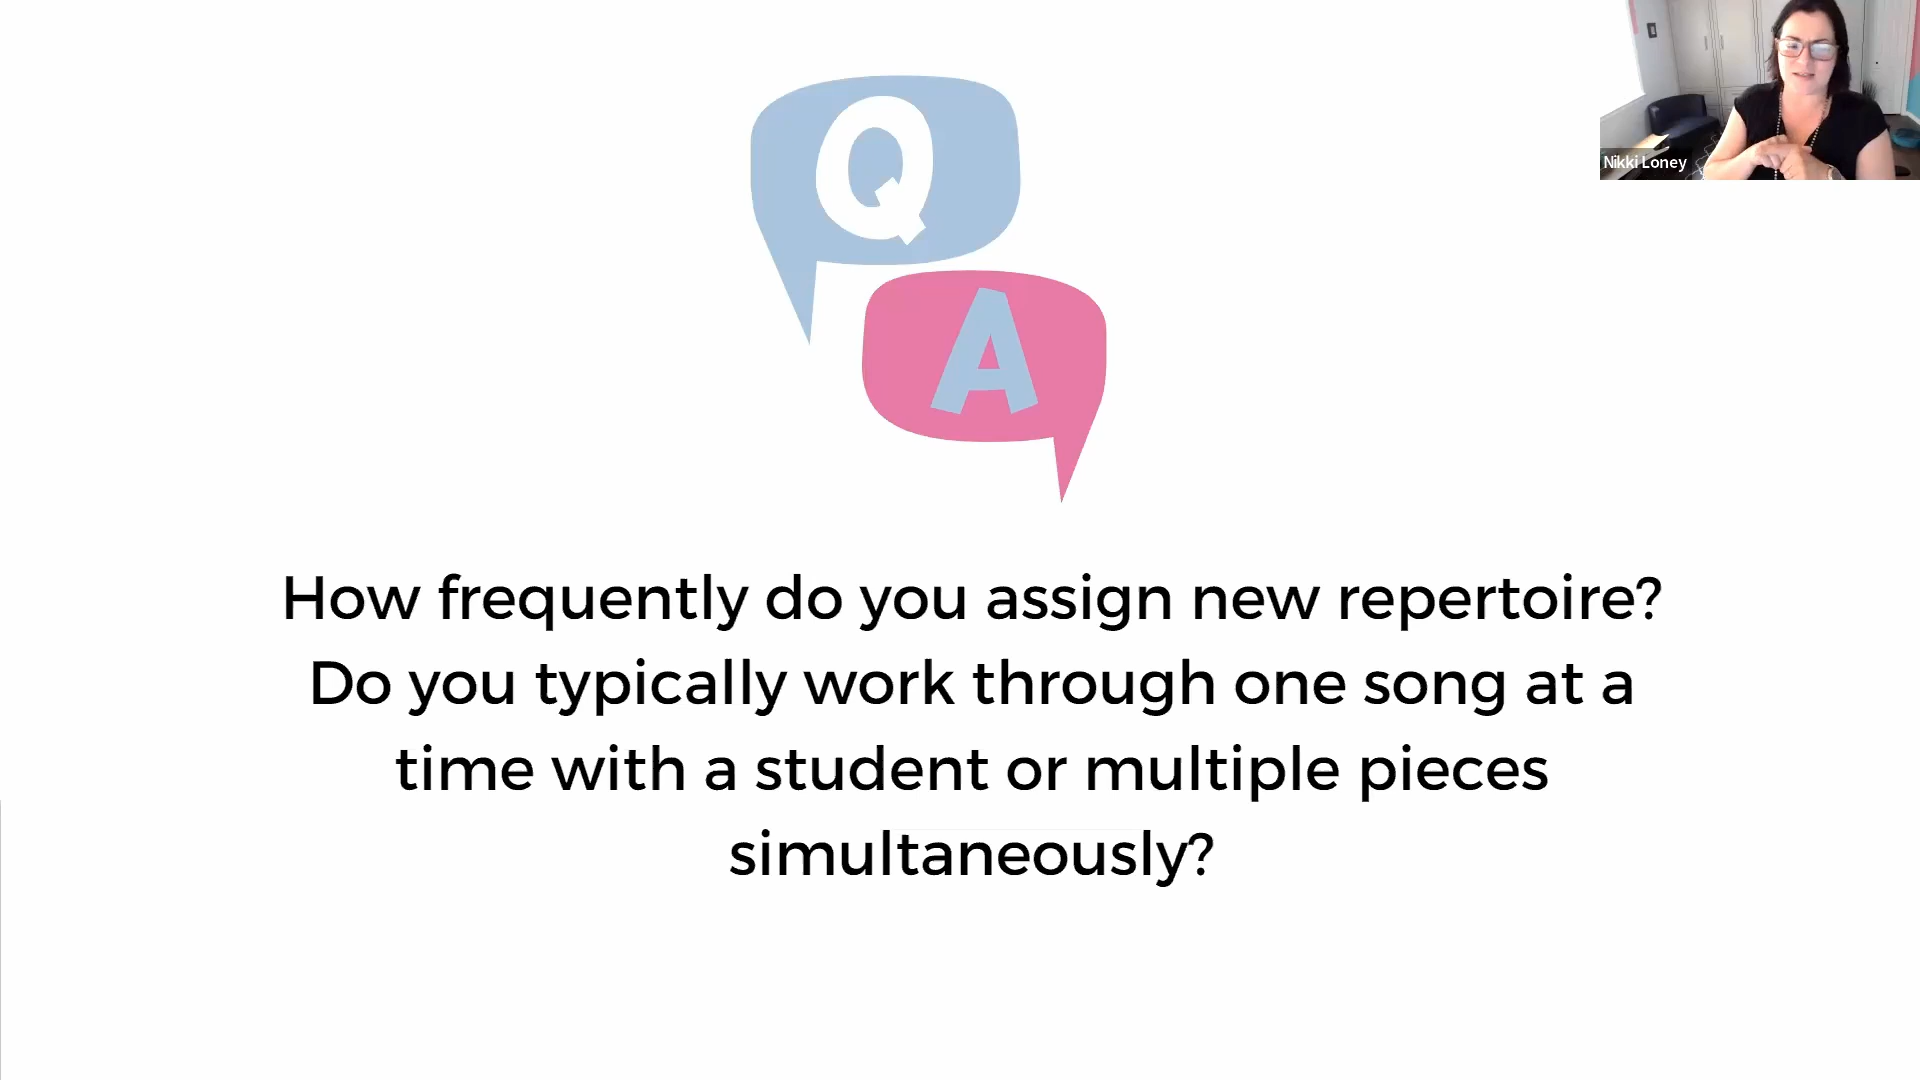 Q
A
Nikki Loney
How frequently do you assign new repertoire?
Do you typically work through one song at a
time with a student or multiple pieces
simultaneously?